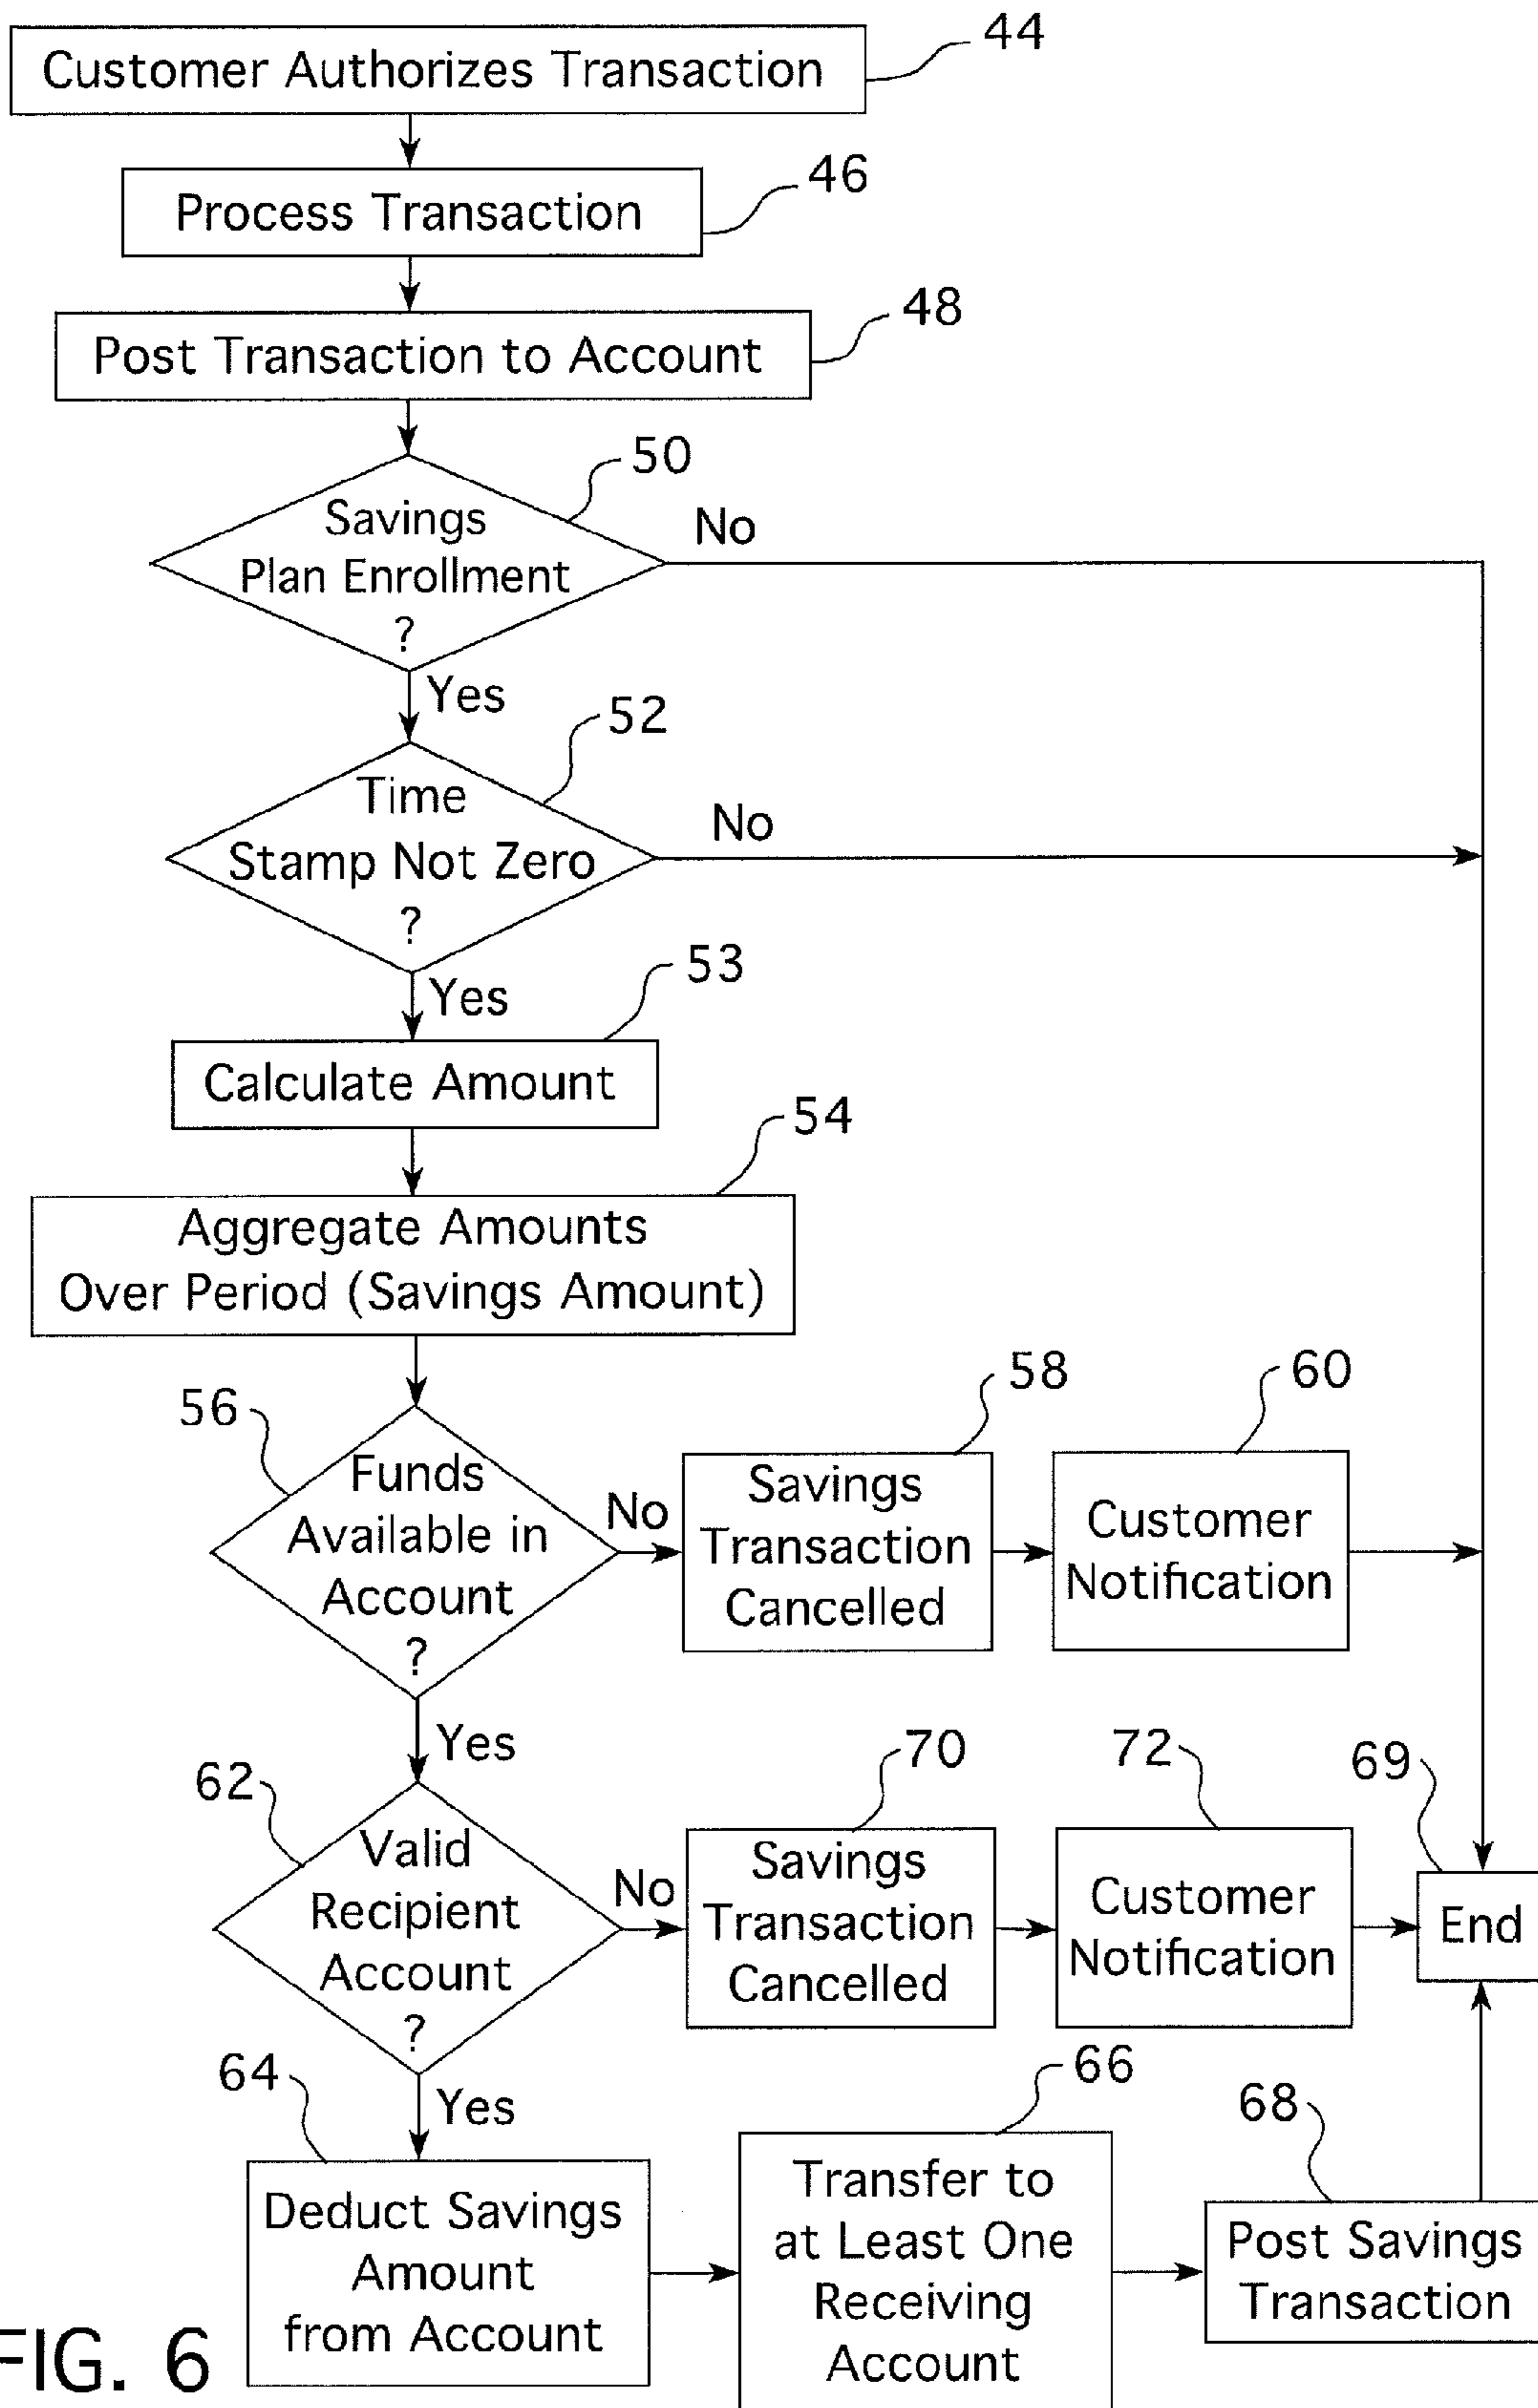 44
Customer Authorizes Transaction
46
Process Transaction
48
Post Transaction to Account
50
Savings
Plan Enrollment
?
No
Yes
52
Time
Stamp Not Zero
?
No
Yes
53
Calculate Amount
54
Aggregate Amounts
Over Period (Savings Amount)
56
Funds
Available in
Account
?
No
58
Savings
Transaction
Cancelled
60
Customer
Notification
Yes
62
Valid
Recipient
Account
?
No
70
Savings
Transaction
Cancelled
72
Customer
Notification
69
End
Yes
64
Deduct Savings
Amount
from Account
66
Transfer to
at Least One
Receiving
Account
68
Post Savings
Transaction
FIG. 6